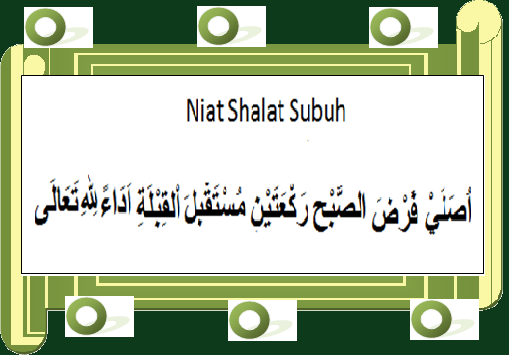 Niat Shalat Subuh
اُصَلِّيْ فَرْضَ الصُّبْحِ رَكْعَتَيْنِ مُسْتَقْبِلَ الْقِبْلَةِ اَدَاءً لِلّٰهِ تَعَالَى